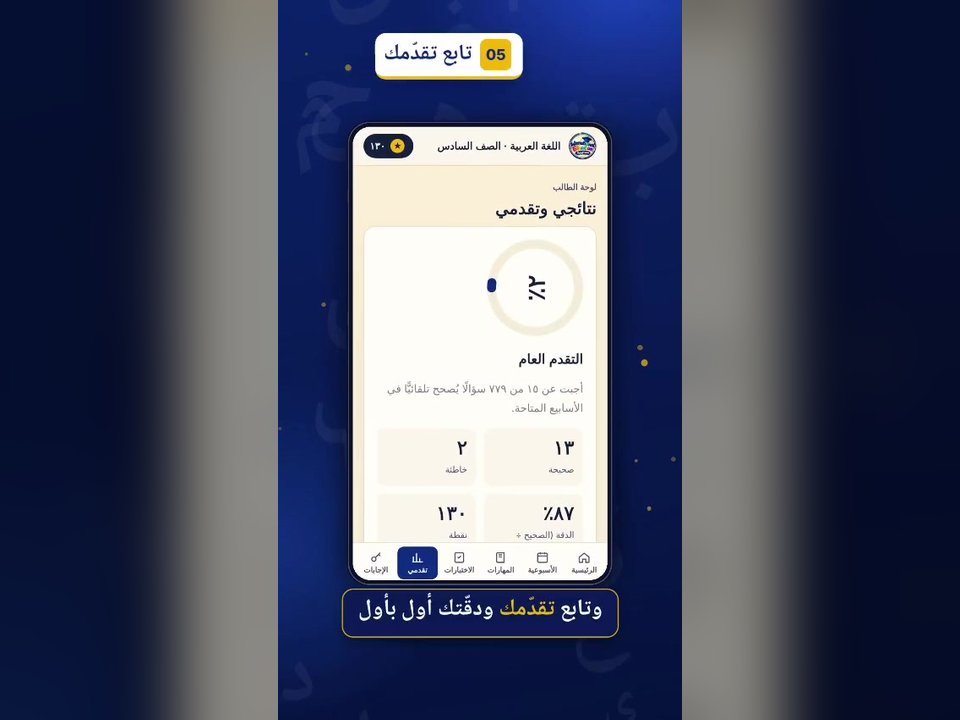 05 تابع تقدّمك
اللغة العربية · الصف السادس
١٣٠
لوحة الطالب
نتائجي وتقدمي
٢٪
التقدم العام
أجبت عن ١٥ من ٧٧٩ سؤالًا يُصحح تلقائيًّا في
الأسابيع المتاحة.
١٣
صحيحة
٢
خاطئة
٨٧٪
الدقة (الصحيح ÷
١٣٠
نقطة
الرئيسية
الأسبوعية
المهارات
الاختبارات
تقدمي
الإجابات
وتابع تقدّمك ودقّتك أول بأول